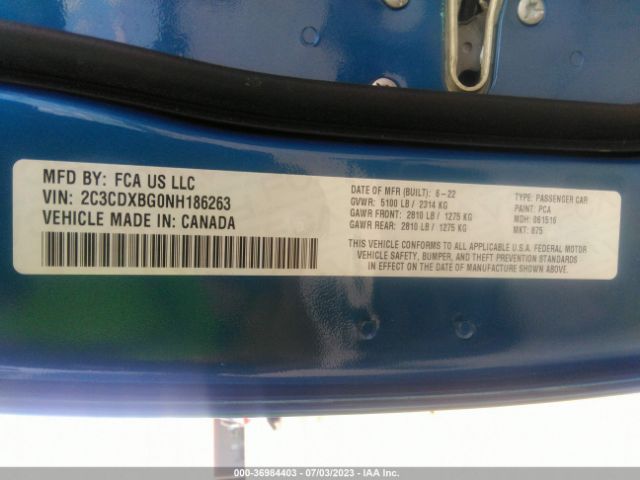 MFD BY: FCA US LLC
VIN: 2C3CDXBG0NH186263
VEHICLE MADE IN: CANADA
DATE OF MFR (BUILT): 6-22
GVWR: 5100 LB / 2314 KG
GAWR FRONT: 2810 LB / 1275 KG
GAWR REAR: 2810 LB / 1275 KG
TYPE: PASSENGER CAR
PAINT: PCA
MDH: 061516
MKT: 875
THIS VEHICLE CONFORMS TO ALL APPLICABLE U.S.A. FEDERAL MOTOR
VEHICLE SAFETY, BUMPER, AND THEFT PREVENTION STANDARDS
IN EFFECT ON THE DATE OF MANUFACTURE SHOWN ABOVE.
000-36984403 - 07/03/2023 - IAAI.com